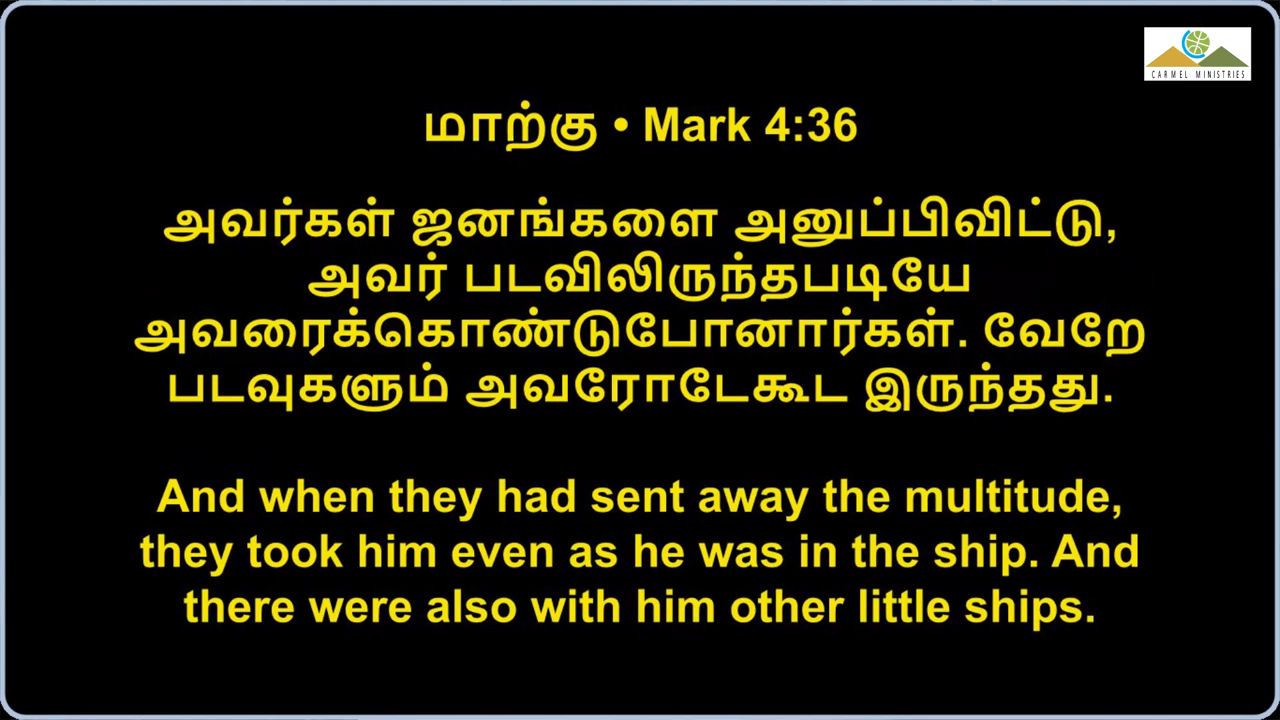 CARMEL MINISTRIES
மாற்கு • Mark 4:36
அவர்கள் ஜனங்களை அனுப்பிவிட்டு,
அவர் படவிலிருந்தபடியே
அவரைக்கொண்டுபோனார்கள். வேறே
படவுகளும் அவரோடேகூட இருந்தது.
And when they had sent away the multitude,
they took him even as he was in the ship. And
there were also with him other little ships.